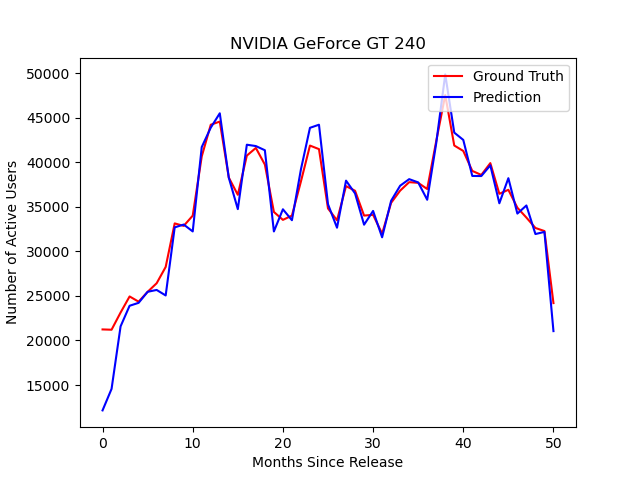 NVIDIA GeForce GT 240
Ground Truth
Prediction
50000
45000
40000
35000
30000
25000
20000
15000
Number of Active Users
0 10 20 30 40 50
Months Since Release